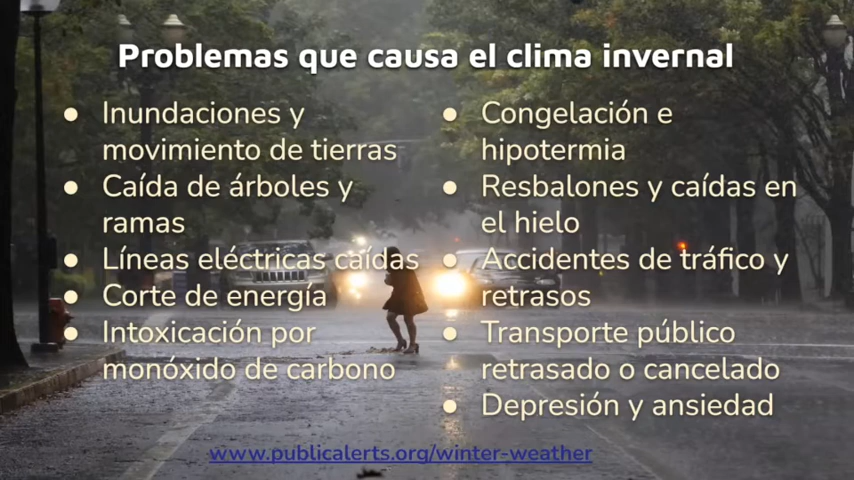 Problemas que causa el clima invernal
● Inundaciones y
movimiento de tierras
● Caída de árboles y
ramas
● Líneas eléctricas caídas
● Corte de energía
● Intoxicación por
monóxido de carbono
● Congelación e
hipotermia
● Resbalones y caídas en
el hielo
● Accidentes de tráfico y
retrasos
● Transporte público
retrasado o cancelado
● Depresión y ansiedad
www.publicalerts.org/winter-weather